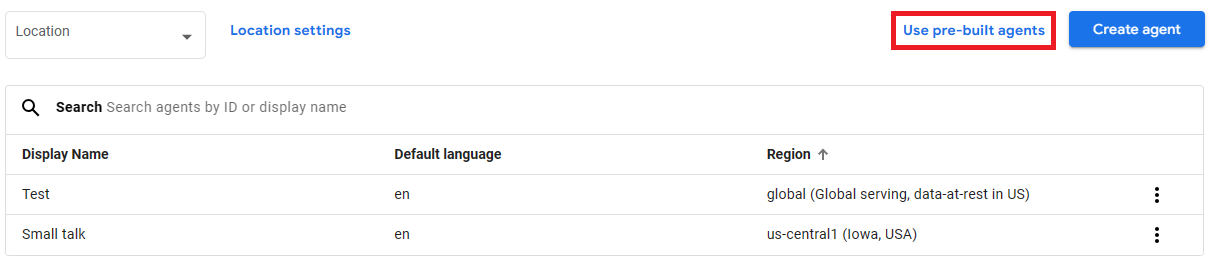 Location Location settings Use pre-built agents Create agent
Search Search agents by ID or display name
Display Name Default language Region
Test en global (Global serving, data-at-rest in US)
Small talk en us-central1 (Iowa, USA)